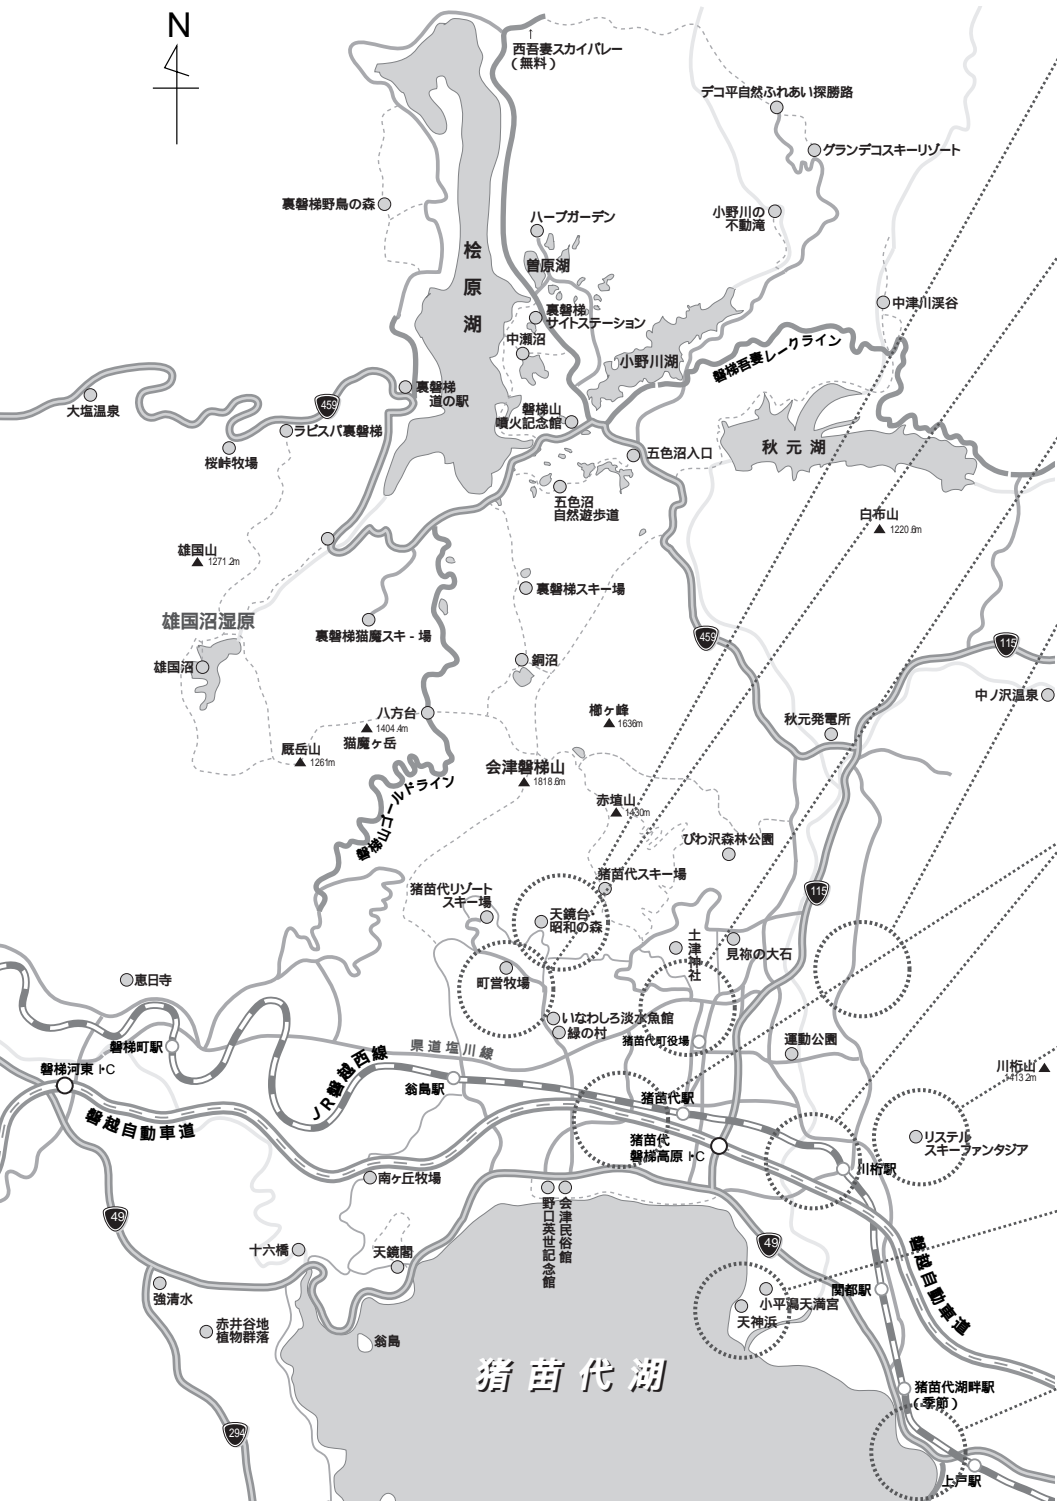 N
西吾妻スカイバレー
（無料）
デコ平自然ふれあい探勝路
グランデコスキーリゾート
裏磐梯野鳥の森
小野川の
不動滝
ハーブガーデン
桧原湖
曽原湖
中津川渓谷
裏磐梯
サイトステーション
中瀬沼
小野川湖
磐梯吾妻レークライン
大塩温泉
459
裏磐梯
道の駅
ラビスパ裏磐梯
磐梯山
噴火記念館
桜峠牧場
五色沼入口
秋元湖
五色沼
自然遊歩道
白布山
1220.6m
雄国山
1271.2m
裏磐梯スキー場
雄国沼湿原
裏磐梯猫魔スキ-場
459
115
雄国沼
銅沼
中ノ沢温泉
八方台
1404.4m
猫魔ヶ岳
櫛ヶ峰
1636m
秋元発電所
厩岳山
1261m
会津磐梯山
1818.6m
磐梯山ゴールドライン
赤埴山
1430m
びわ沢森林公園
猪苗代リゾート
スキー場
猪苗代スキー場
115
天鏡台
昭和の森
土津神社
見祢の大石
恵日寺
町営牧場
いなわしろ淡水魚館
緑の村
磐梯町駅
県道塩川線
猪苗代町役場
運動公園
磐梯河東 I・C
JR磐越西線
翁島駅
川桁山
1413.2m
磐越自動車道
猪苗代駅
猪苗代
磐梯高原 I・C
リステル
スキーファンタジア
川桁駅
南ヶ丘牧場
49
野口英世記念館
会津民俗館
十六橋
天鏡閣
49
磐越自動車道
強清水
小平潟天満宮
関都駅
天神浜
赤井谷地
植物群落
翁島
猪苗代湖
猪苗代湖畔駅
（季節）
294
上戸駅